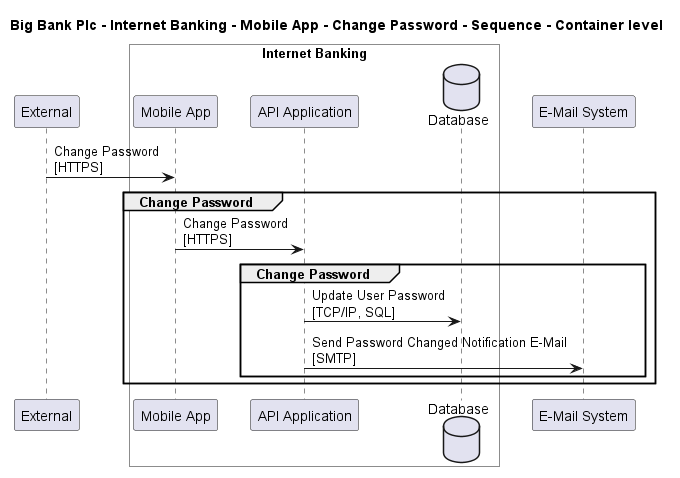 Big Bank Plc - Internet Banking - Mobile App - Change Password - Sequence - Container level
Internet Banking
External
Mobile App
API Application
Database
E-Mail System
Change Password
[HTTPS]
Change Password
Change Password
[HTTPS]
Change Password
Update User Password
[TCP/IP, SQL]
Send Password Changed Notification E-Mail
[SMTP]
External
Mobile App
API Application
Database
E-Mail System